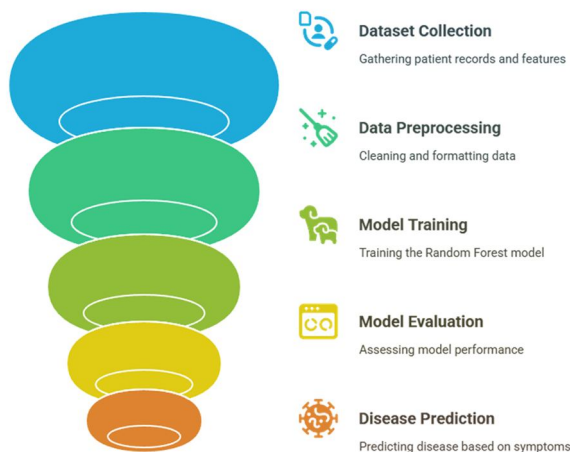 Dataset Collection
Gathering patient records and features
Data Preprocessing
Cleaning and formatting data
Model Training
Training the Random Forest model
Model Evaluation
Assessing model performance
Disease Prediction
Predicting disease based on symptoms